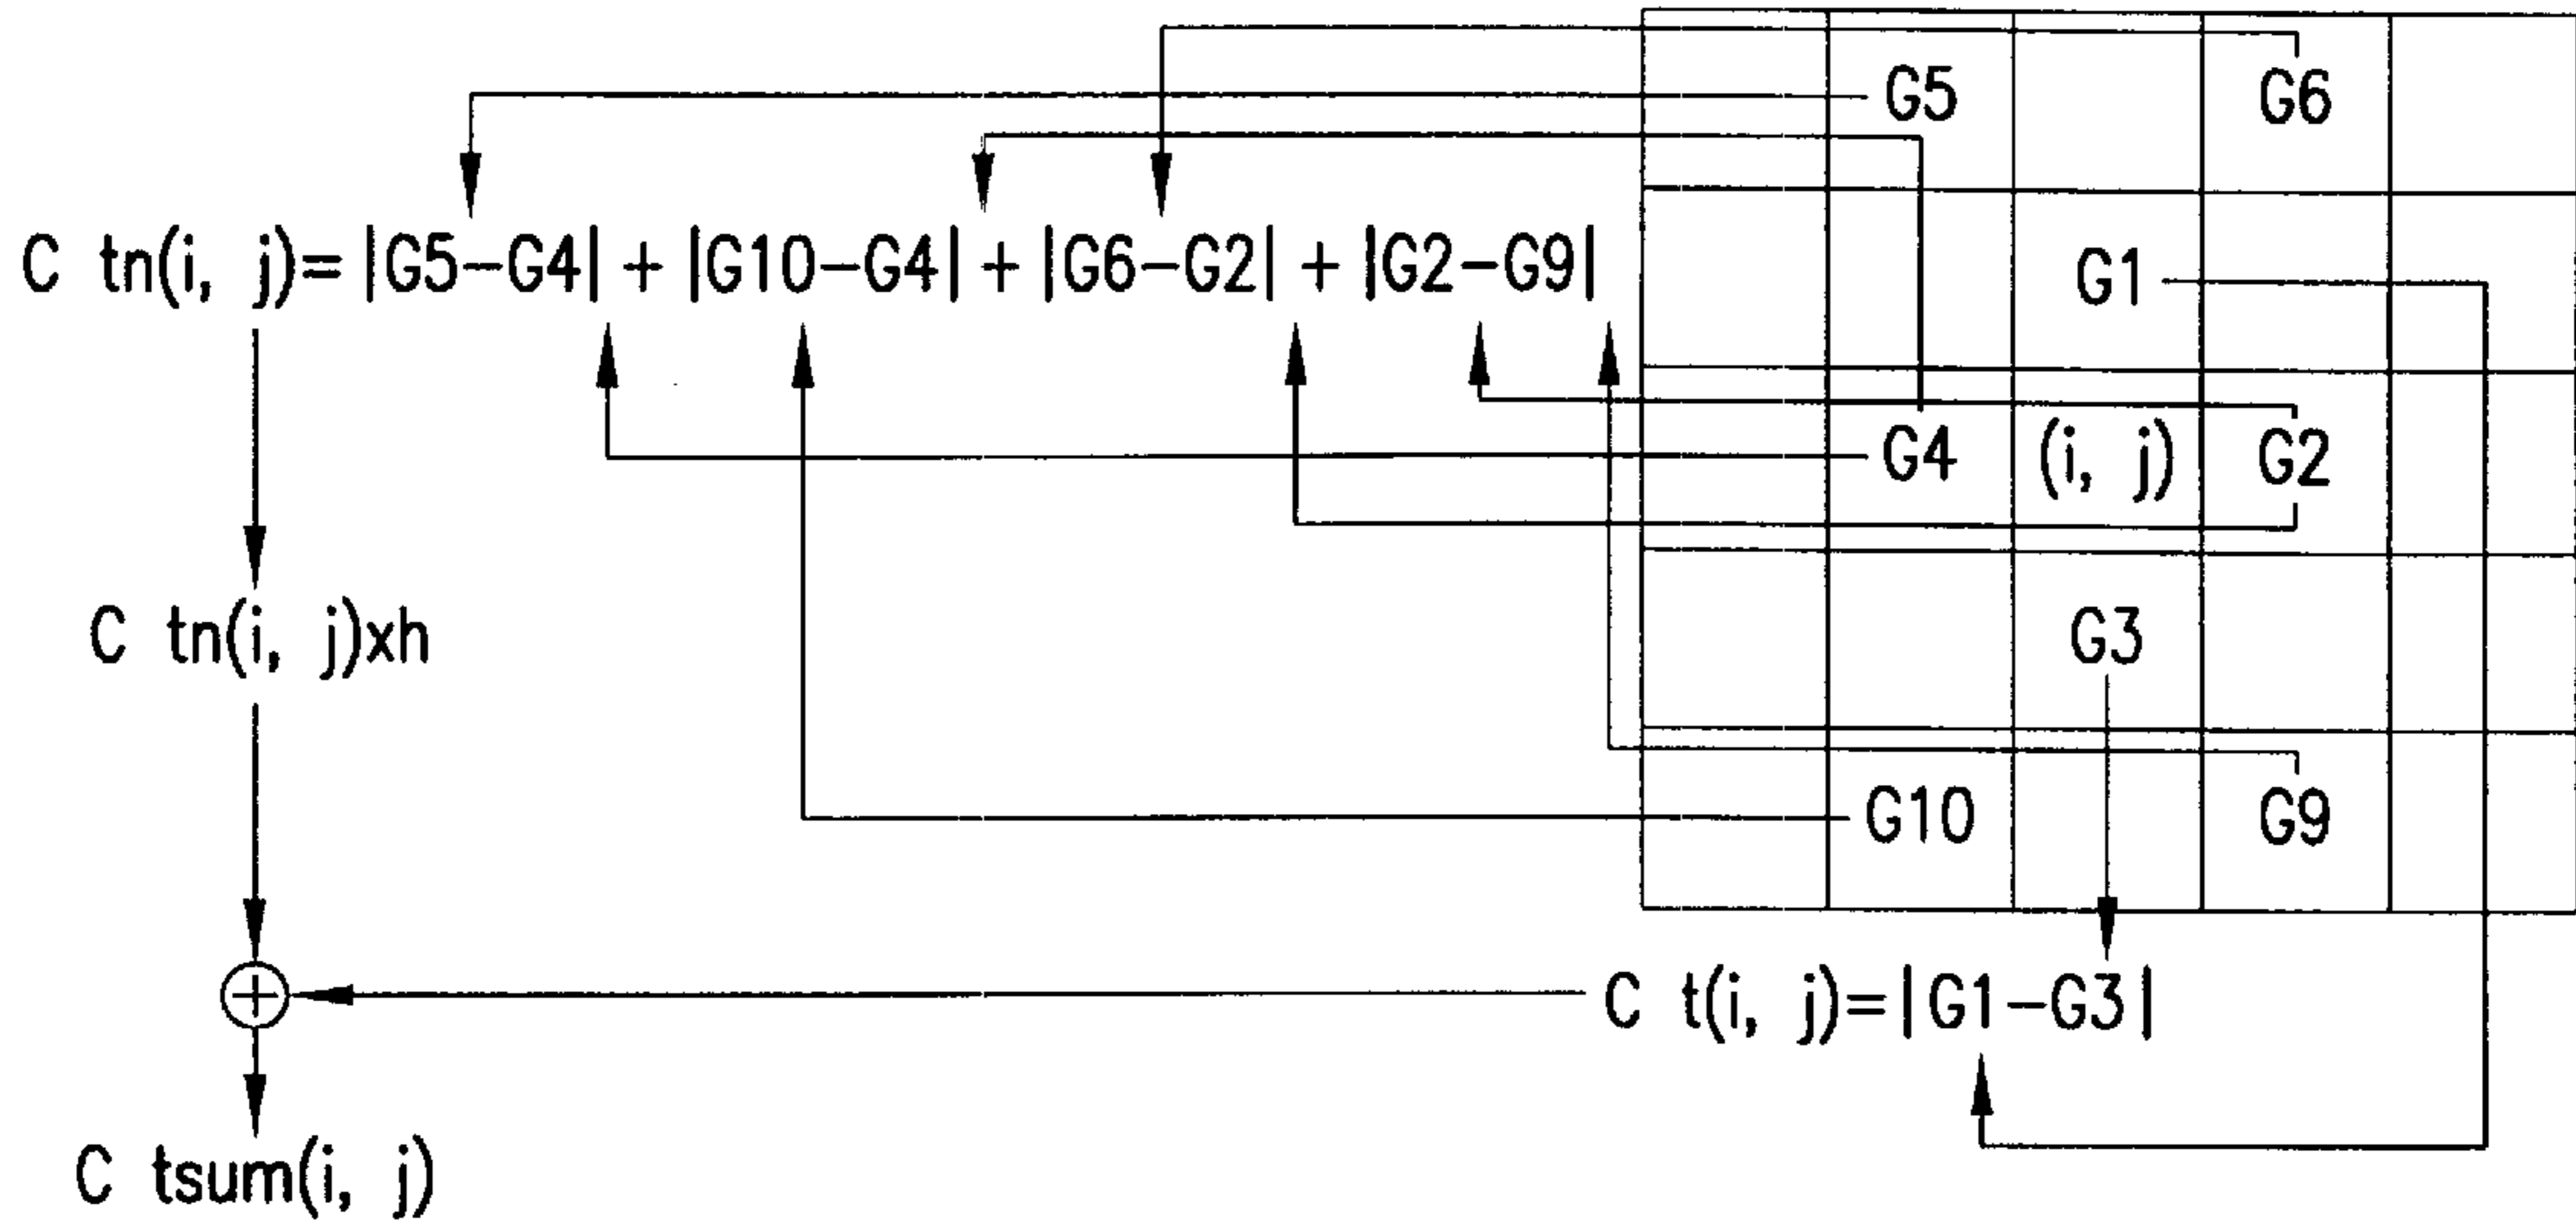 G5 G6
C tn(i, j)= |G5-G4| + |G10-G4| + |G6-G2| + |G2-G9|
G1
G4 (i, j) G2
C tn(i, j)xh
G3
G10 G9
C t(i, j)=|G1-G3|
C tsum(i, j)